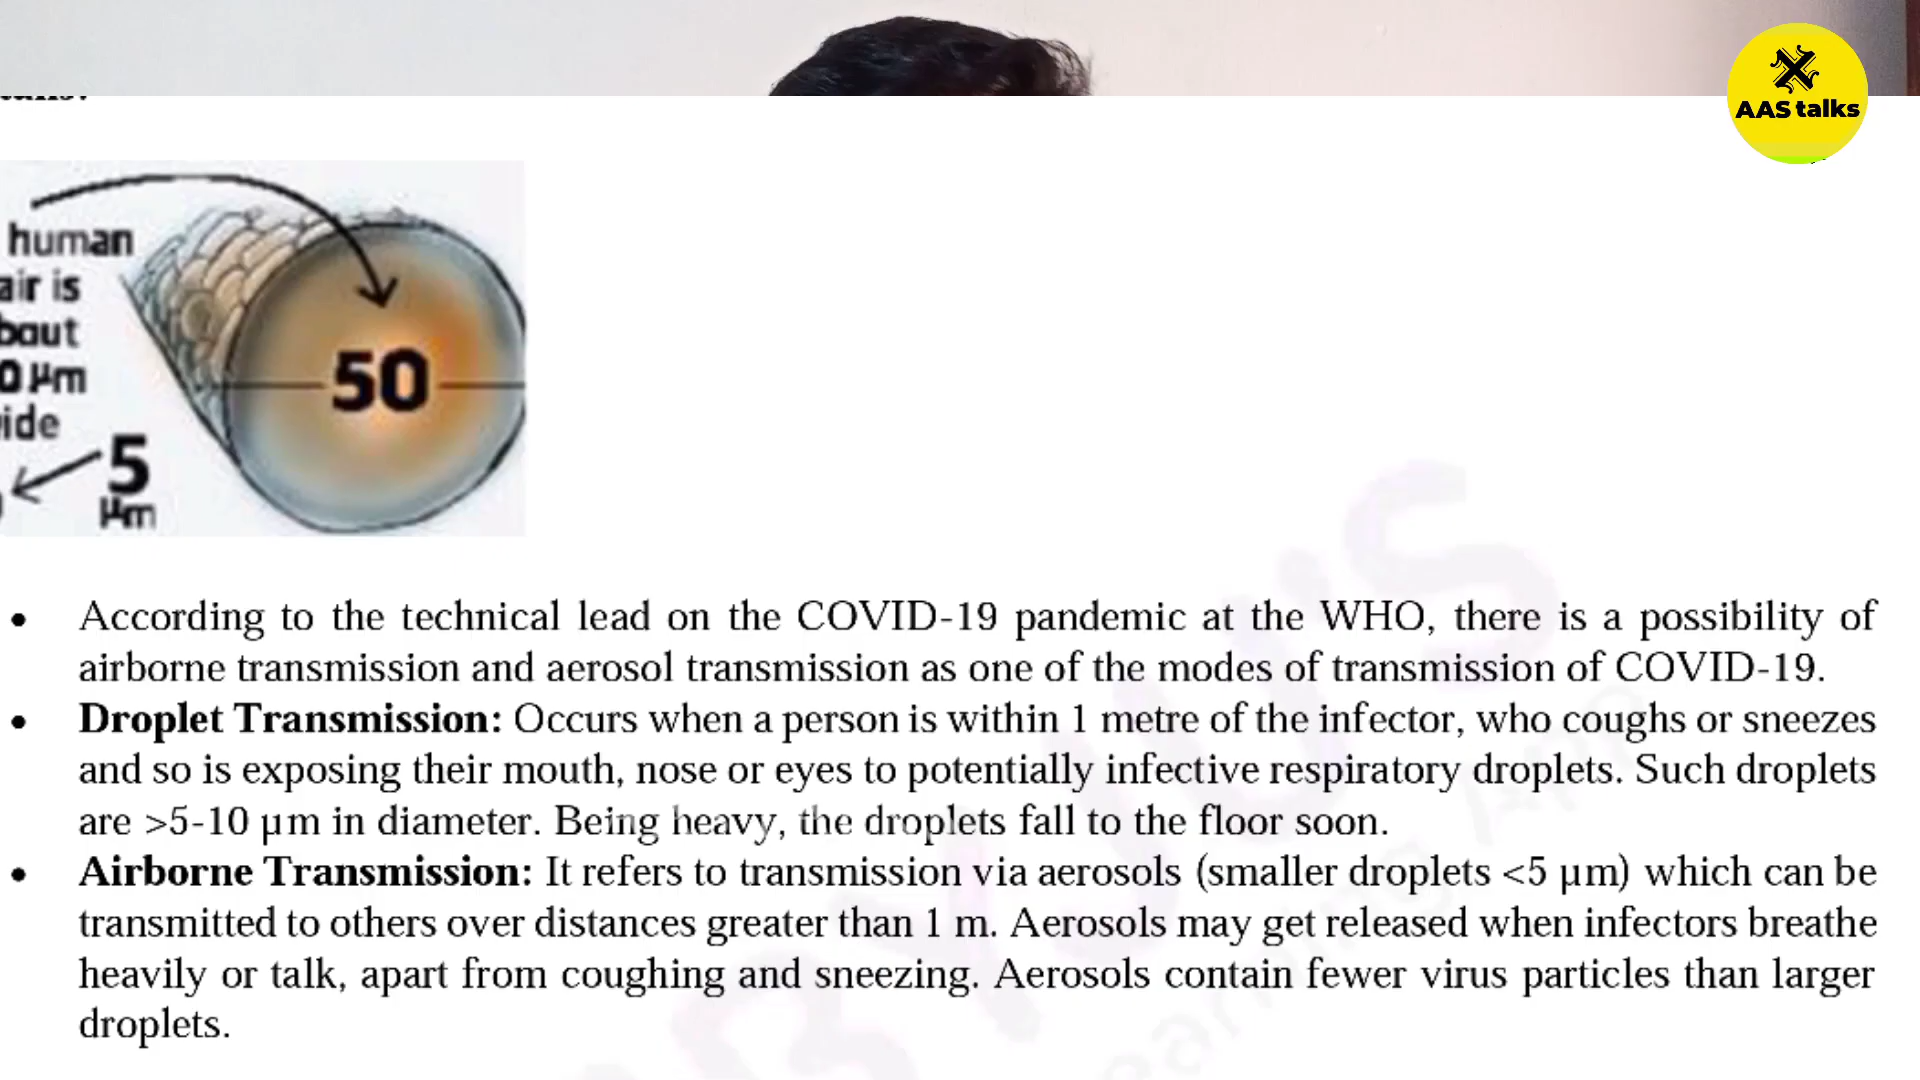 AAS talks
human
air is
bout
0 µm
ide
50
5
µm
• According to the technical lead on the COVID-19 pandemic at the WHO, there is a possibility of
airborne transmission and aerosol transmission as one of the modes of transmission of COVID-19.
• Droplet Transmission: Occurs when a person is within 1 metre of the infector, who coughs or sneezes
and so is exposing their mouth, nose or eyes to potentially infective respiratory droplets. Such droplets
are >5-10 µm in diameter. Being heavy, the droplets fall to the floor soon.
• Airborne Transmission: It refers to transmission via aerosols (smaller droplets <5 µm) which can be
transmitted to others over distances greater than 1 m. Aerosols may get released when infectors breathe
heavily or talk, apart from coughing and sneezing. Aerosols contain fewer virus particles than larger
droplets.
BYJU'S